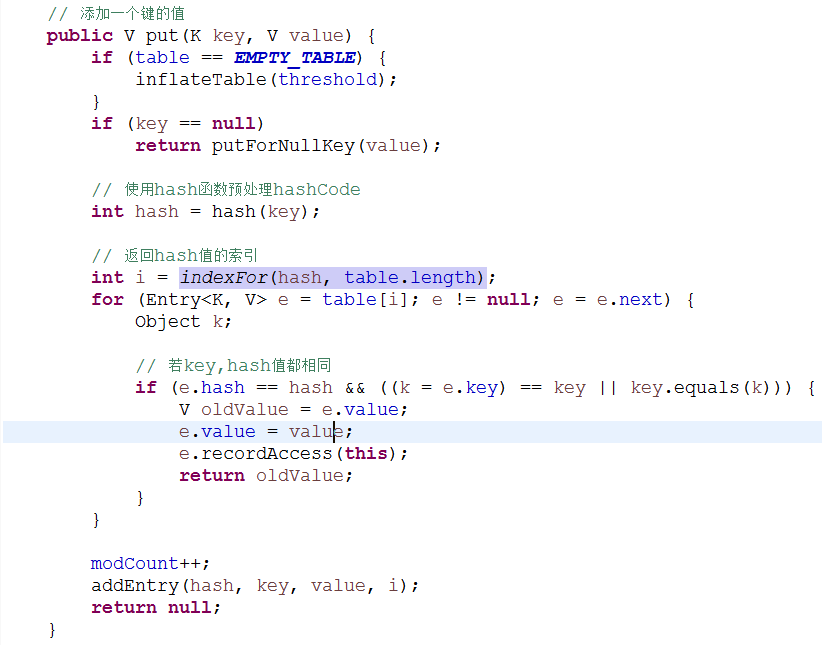 // 添加一个键的值
public V put(K key, V value) {
if (table == EMPTY_TABLE) {
inflateTable(threshold);
}
if (key == null)
return putForNullKey(value);
// 使用hash函数预处理hashCode
int hash = hash(key);
// 返回hash值的索引
int i = indexFor(hash, table.length);
for (Entry<K, V> e = table[i]; e != null; e = e.next) {
Object k;
// 若key,hash值都相同
if (e.hash == hash && ((k = e.key) == key || key.equals(k))) {
V oldValue = e.value;
e.value = value;
e.recordAccess(this);
return oldValue;
}
}
modCount++;
addEntry(hash, key, value, i);
return null;
}